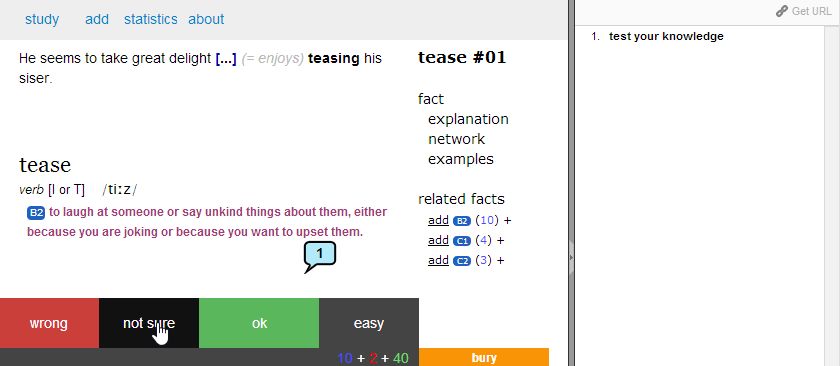 study add statistics about
Get URL
He seems to take great delight [...] (= enjoys) teasing his
siser.
tease #01
fact
explanation
network
examples
related facts
add B2 (10) +
add C1 (4) +
add C2 (3) +
tease
verb [I or T] /tiːz/
B2 to laugh at someone or say unkind things about them, either
because you are joking or because you want to upset them.
1
wrong not sure ok easy
10 + 2 + 40
bury
1. test your knowledge